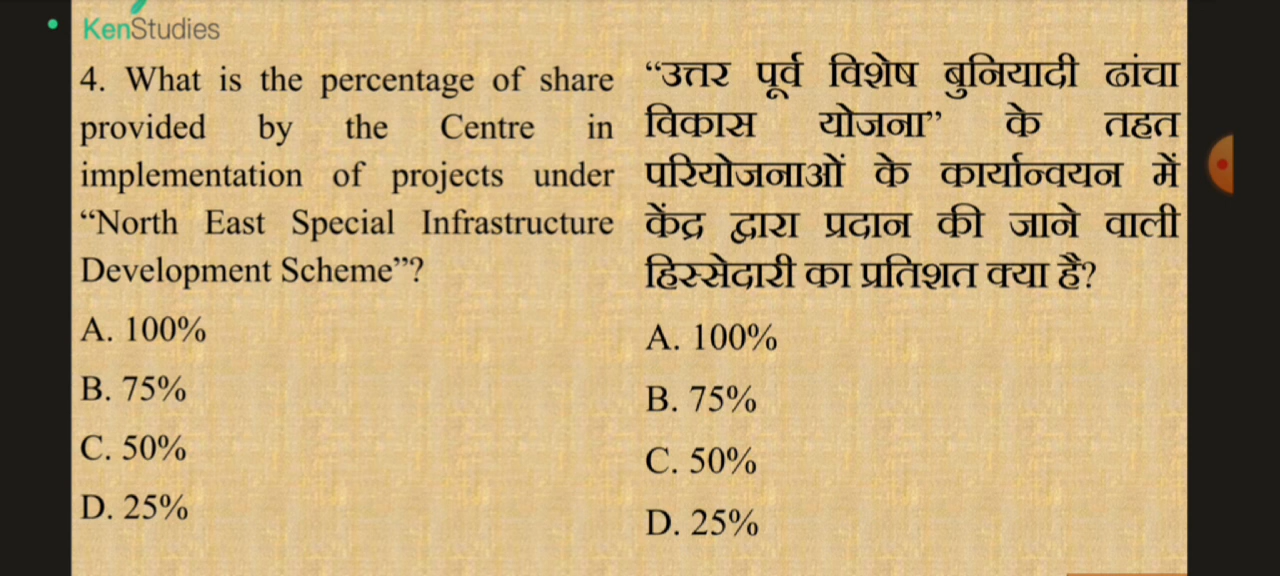 KenStudies
4. What is the percentage of share
provided by the Centre in
implementation of projects under
“North East Special Infrastructure
Development Scheme”?
A. 100%
B. 75%
C. 50%
D. 25%
“उत्तर पूर्व विशेष बुनियादी ढांचा
विकास योजना” के तहत
परियोजनाओं के कार्यान्वयन में
केंद्र द्वारा प्रदान की जाने वाली
हिस्सेदारी का प्रतिशत क्या है?
A. 100%
B. 75%
C. 50%
D. 25%